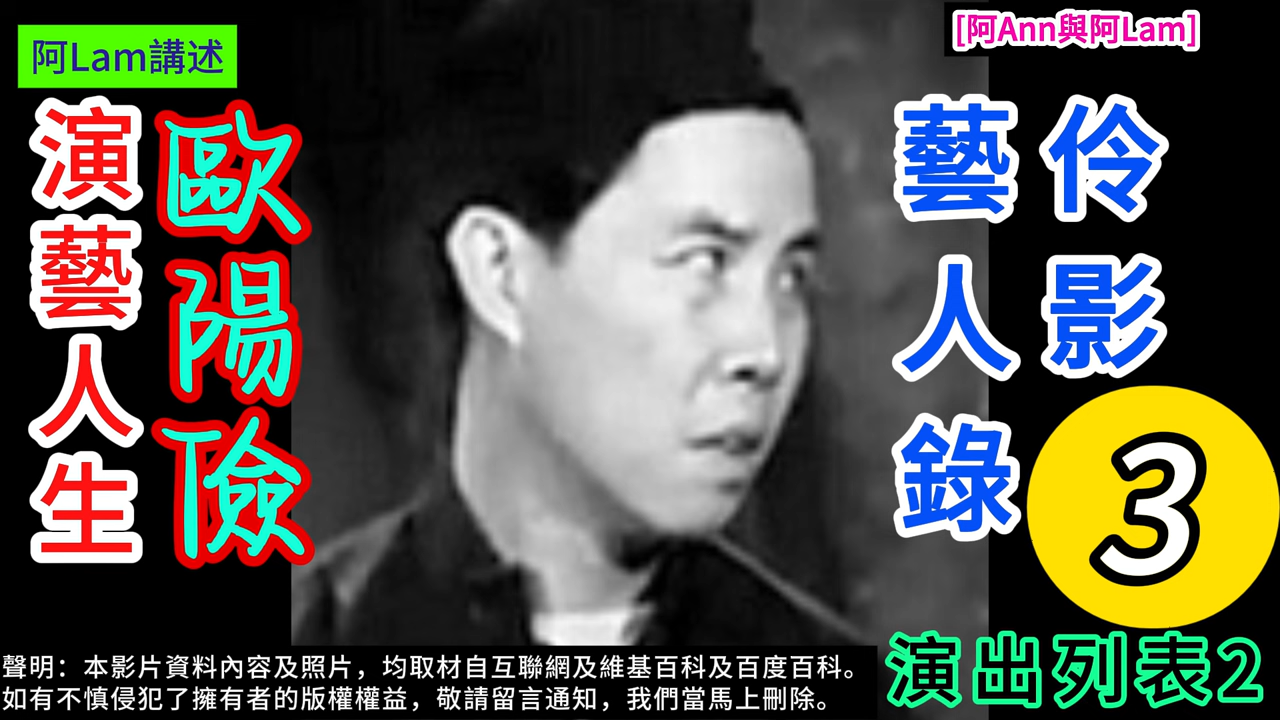 阿Lam講述
[阿Ann與阿Lam]
演藝人生
歐陽儉
伶影
藝人錄
3
演出列表2
聲明：本影片資料內容及照片，均取材自互聯網及維基百科及百度百科。
如有不慎侵犯了擁有者的版權權益，敬請留言通知，我們當馬上刪除。